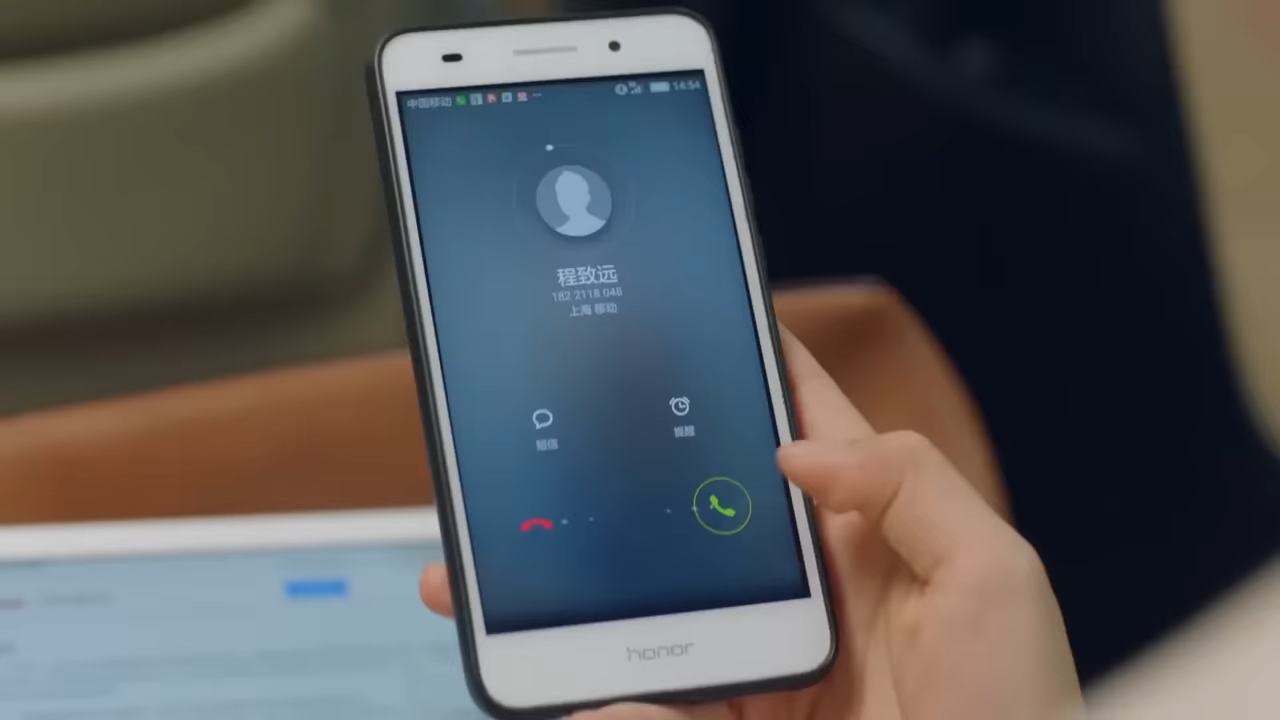 中国移动 14:54
程致远
182 2118 048
上海 移动
短信 提醒
honor